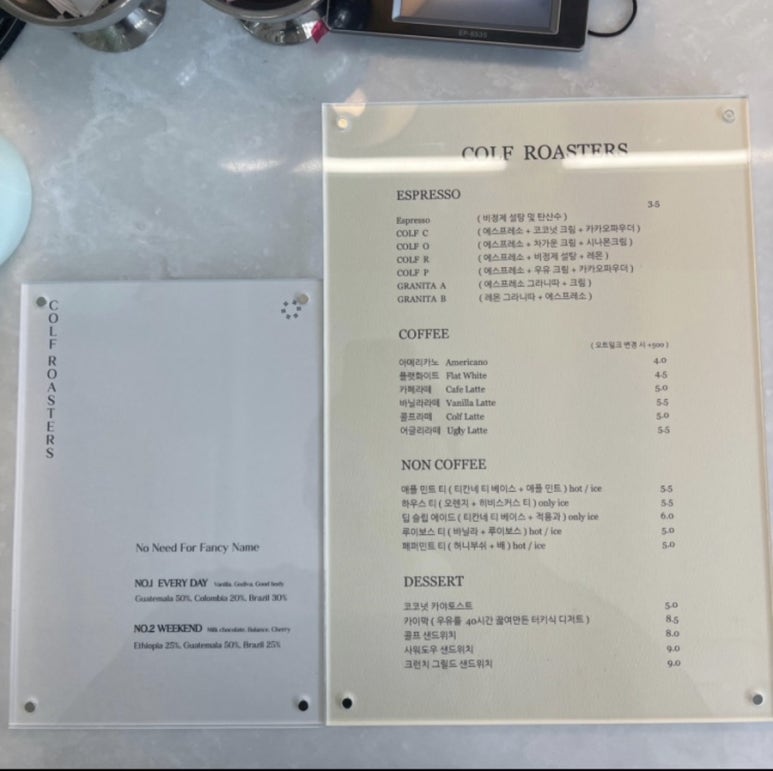 EP-6535
COLF ROASTERS
No Need For Fancy Name
NO.1 EVERY DAY Vanilla, Godiva, Good body
Guatemala 50%, Colombia 20%, Brazil 30%
NO.2 WEEKEND Milk chocolate, Balance, Cherry
Ethiopia 25%, Guatemala 50%, Brazil 25%
COLF ROASTERS
ESPRESSO
3.5
Espresso ( 비정제 설탕 및 탄산수 )
COLF C ( 에스프레소 + 코코넛 크림 + 카카오파우더 )
COLF O ( 에스프레소 + 차가운 크림 + 시나몬크림 )
COLF R ( 에스프레소 + 비정제 설탕 + 레몬 )
COLF P ( 에스프레소 + 우유 크림 + 카카오파우더 )
GRANITA A ( 에스프레소 그라니따 + 크림 )
GRANITA B ( 레몬 그라니따 + 에스프레소 )
COFFEE
( 오트밀크 변경 시 +500 )
아메리카노 Americano 4.0
플랫화이트 Flat White 4.5
카페라떼 Cafe Latte 5.0
바닐라라떼 Vanilla Latte 5.5
콜프라떼 Colf Latte 5.0
어글리라떼 Ugly Latte 5.5
NON COFFEE
애플 민트 티 ( 티칸네 티 베이스 + 애플 민트 ) hot / ice 5.5
하우스 티 ( 오렌지 + 히비스커스 티 ) only ice 5.5
딥 슬립 에이드 ( 티칸네 티 베이스 + 적용과 ) only ice 6.0
루이보스 티 ( 바닐라 + 루이보스 ) hot / ice 5.0
페퍼민트 티 ( 허니부쉬 + 배 ) hot / ice 5.0
DESSERT
코코넛 카야토스트 5.0
카이막 ( 우유를 40시간 끓여만든 터키식 디저트 ) 8.5
콜프 샌드위치 8.0
사워도우 샌드위치 9.0
크런치 그릴드 샌드위치 9.0